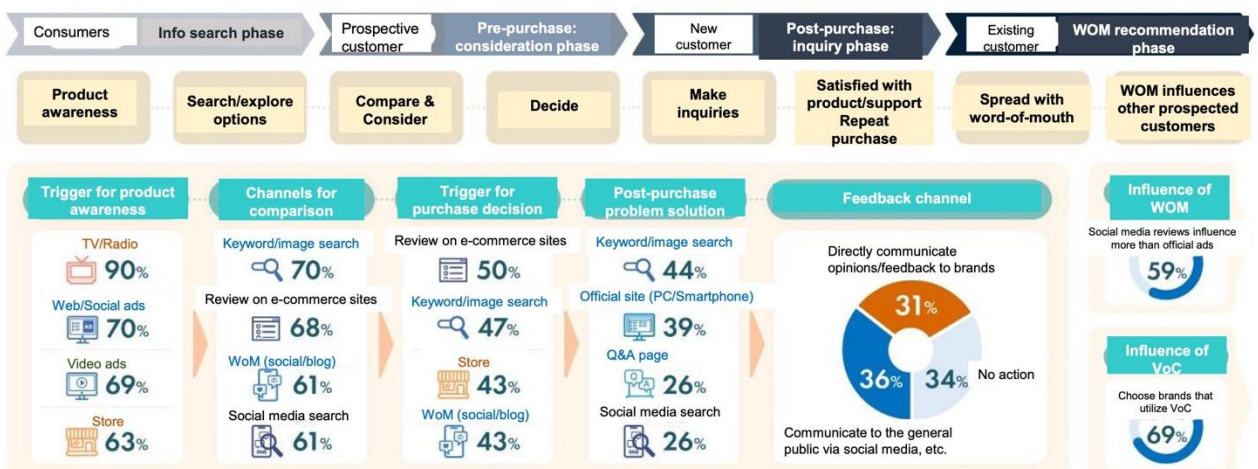 Consumers
Info search phase
Prospective
customer
Pre-purchase:
consideration phase
New
customer
Post-purchase:
inquiry phase
Existing
customer
WOM recommendation
phase
Product
awareness
Search/explore
options
Compare &
Consider
Decide
Make
inquiries
Satisfied with
product/support
Repeat
purchase
Spread with
word-of-mouth
WOM influences
other prospected
customers
Trigger for product
awareness
TV/Radio
90%
Web/Social ads
AD
70%
Video ads
69%
Store
63%
Channels for
comparison
Keyword/image search
70%
Review on e-commerce sites
68%
WoM (social/blog)
61%
Social media search
SNS
61%
Trigger for
purchase decision
Review on e-commerce sites
50%
Keyword/image search
47%
Store
43%
WoM (social/blog)
43%
Post-purchase
problem solution
Keyword/image search
44%
Official site (PC/Smartphone)
39%
Q&A page
Q
A
26%
Social media search
SNS
26%
Feedback channel
Directly communicate
opinions/feedback to brands
31%
36%
34%
No action
Communicate to the general
public via social media, etc.
Influence of
WOM
Social media reviews influence
more than official ads
59%
Influence of
VoC
Choose brands that
utilize VoC
69%